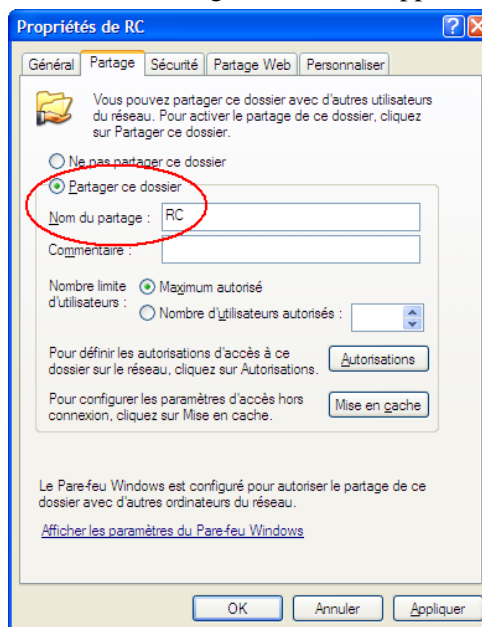 Propriétés de RC
Général Partage Sécurité Partage Web Personnaliser
Vous pouvez partager ce dossier avec d'autres utilisateurs
du réseau. Pour activer le partage de ce dossier, cliquez
sur Partager ce dossier.
Ne pas partager ce dossier
Partager ce dossier
Nom du partage : RC
Commentaire :
Nombre limite
d'utilisateurs :
Maximum autorisé
Nombre d'utilisateurs autorisés :
Pour définir les autorisations d'accès à ce
dossier sur le réseau, cliquez sur Autorisations.
Autorisations
Pour configurer les paramètres d'accès hors
connexion, cliquez sur Mise en cache.
Mise en cache
Le Pare-feu Windows est configuré pour autoriser le partage de ce
dossier avec d'autres ordinateurs du réseau.
Afficher les paramètres du Pare-feu Windows
OK Annuler Appliquer